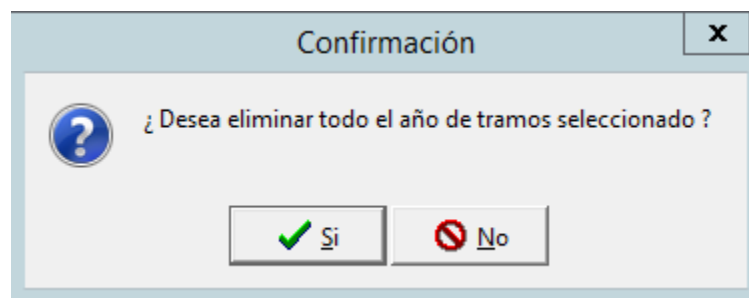 Confirmación
x
¿ Desea eliminar todo el año de tramos seleccionado ?
Si
No